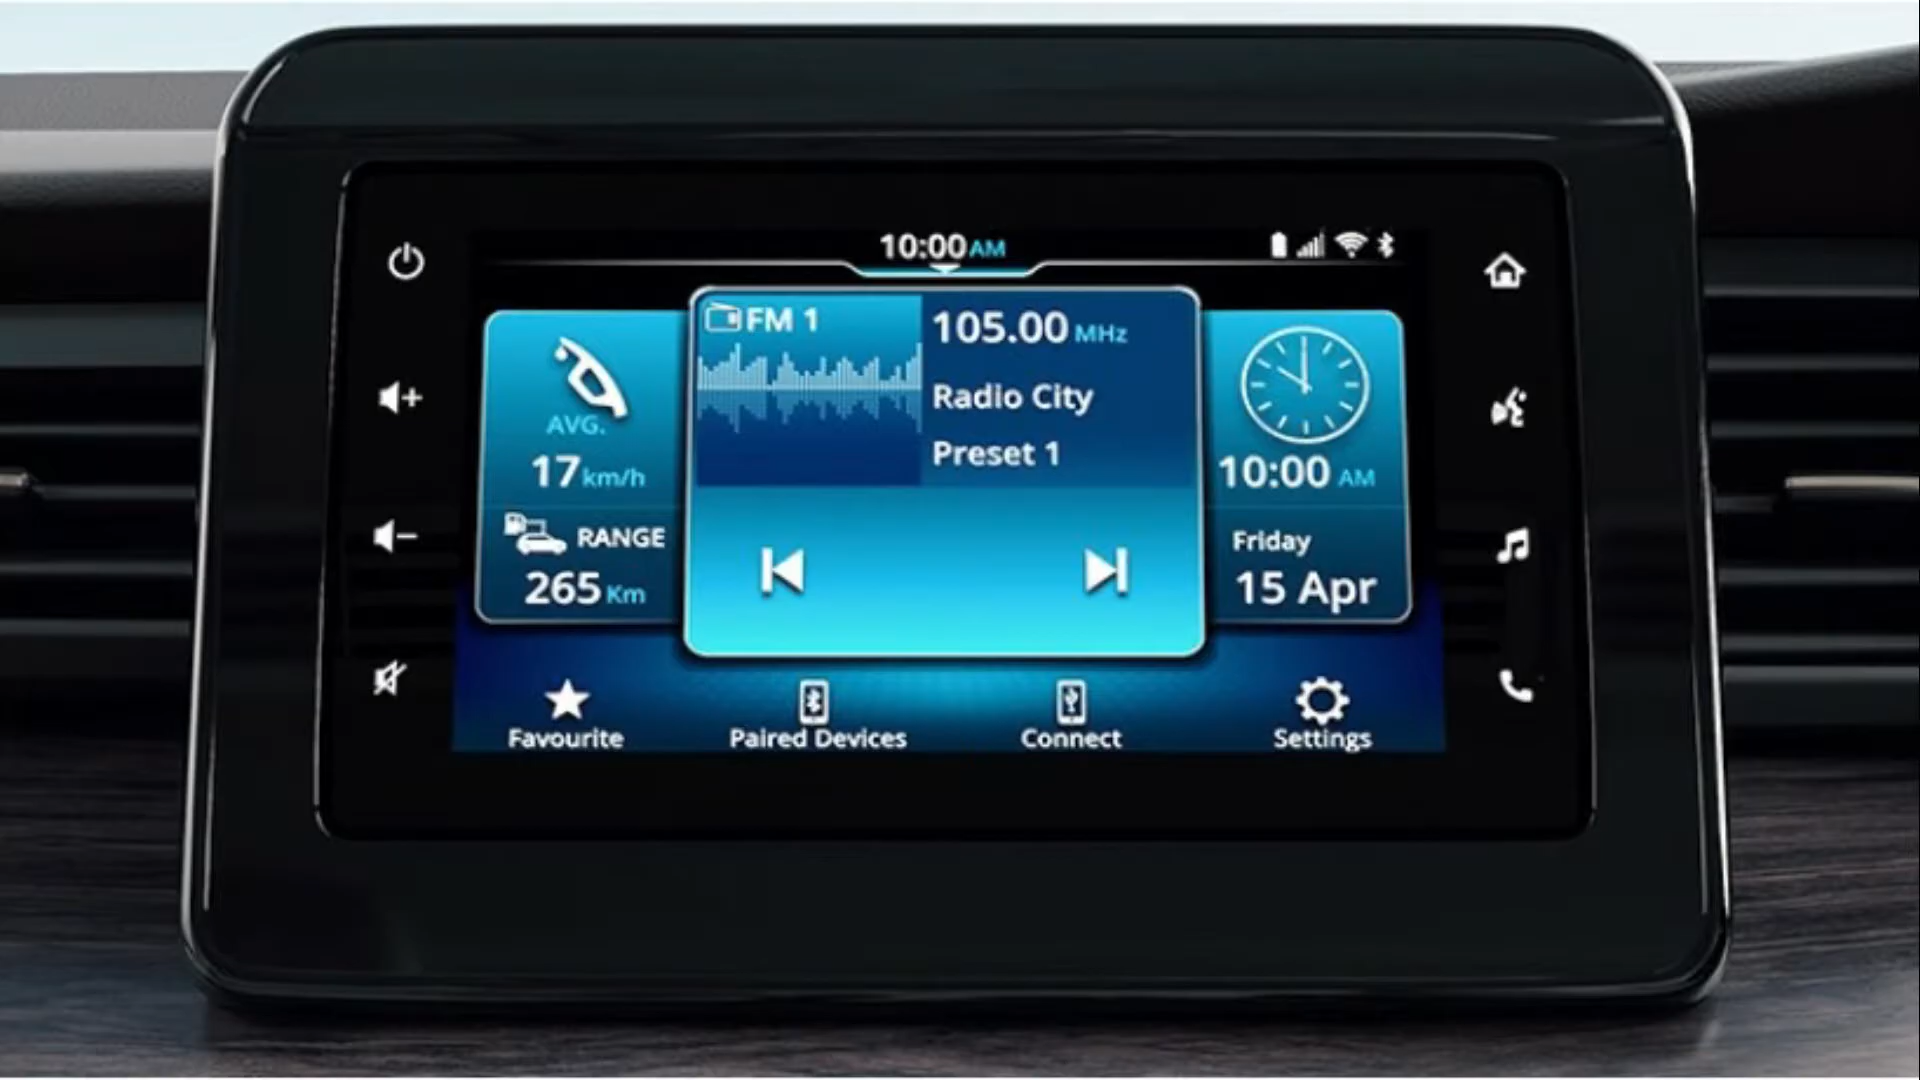 10:00 AM
FM 1
105.00 MHz
Radio City
Preset 1
AVG.
17 km/h
RANGE
265 Km
10:00 AM
Friday
15 Apr
Favourite
Paired Devices
Connect
Settings